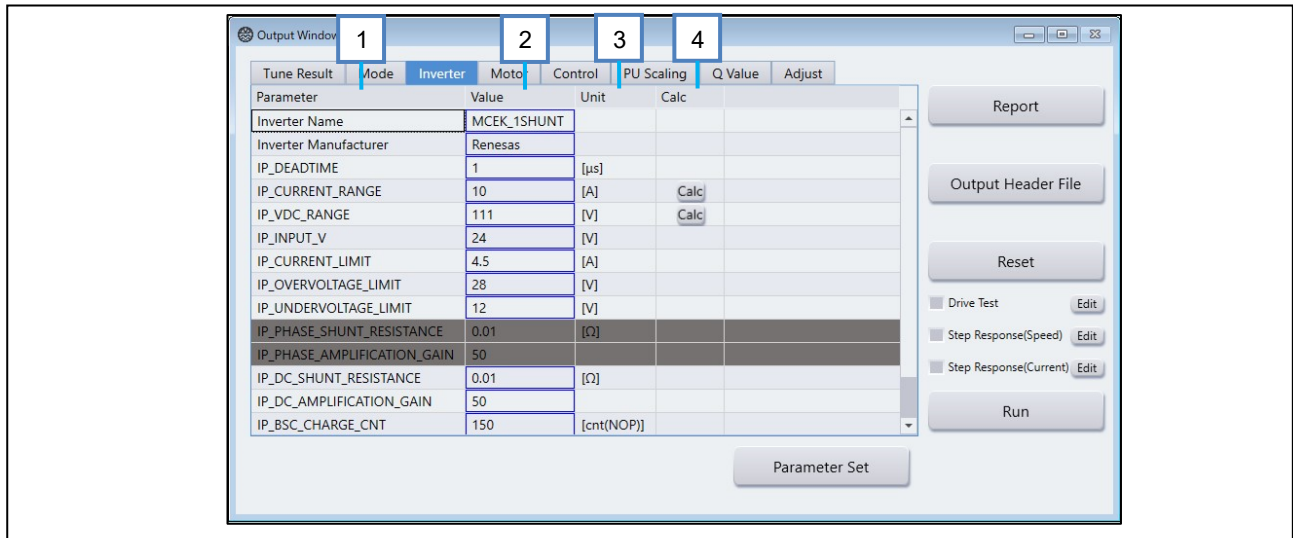 Output Window
1
2
3
4
Tune Result Mode Inverter Motor Control PU Scaling Q Value Adjust
Parameter Value Unit Calc
Inverter Name MCEK_1SHUNT
Inverter Manufacturer Renesas
IP_DEADTIME 1 [μs]
IP_CURRENT_RANGE 10 [A] Calc
IP_VDC_RANGE 111 [V] Calc
IP_INPUT_V 24 [V]
IP_CURRENT_LIMIT 4.5 [A]
IP_OVERVOLTAGE_LIMIT 28 [V]
IP_UNDERVOLTAGE_LIMIT 12 [V]
IP_PHASE_SHUNT_RESISTANCE 0.01 [Ω]
IP_PHASE_AMPLIFICATION_GAIN 50
IP_DC_SHUNT_RESISTANCE 0.01 [Ω]
IP_DC_AMPLIFICATION_GAIN 50
IP_BSC_CHARGE_CNT 150 [cnt(NOP)]
Report
Output Header File
Reset
Drive Test Edit
Step Response(Speed) Edit
Step Response(Current) Edit
Run
Parameter Set